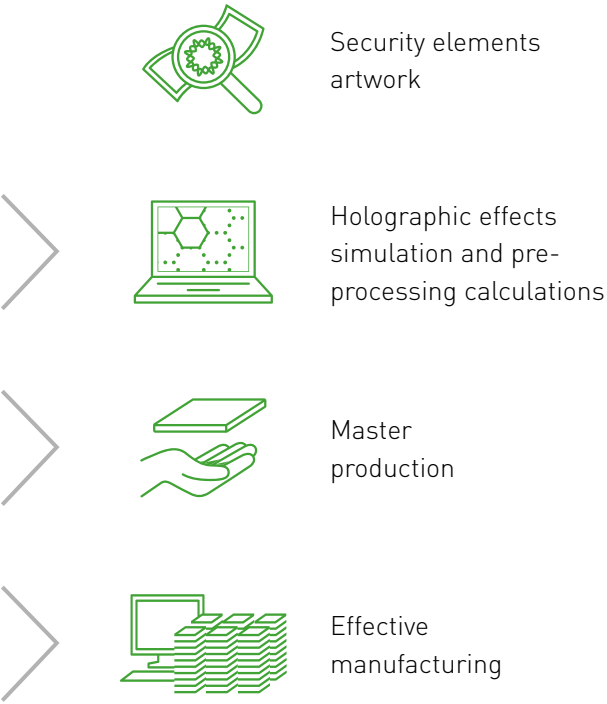 Security elements
artwork
Holographic effects
simulation and pre-
processing calculations
Master
production
Effective
manufacturing